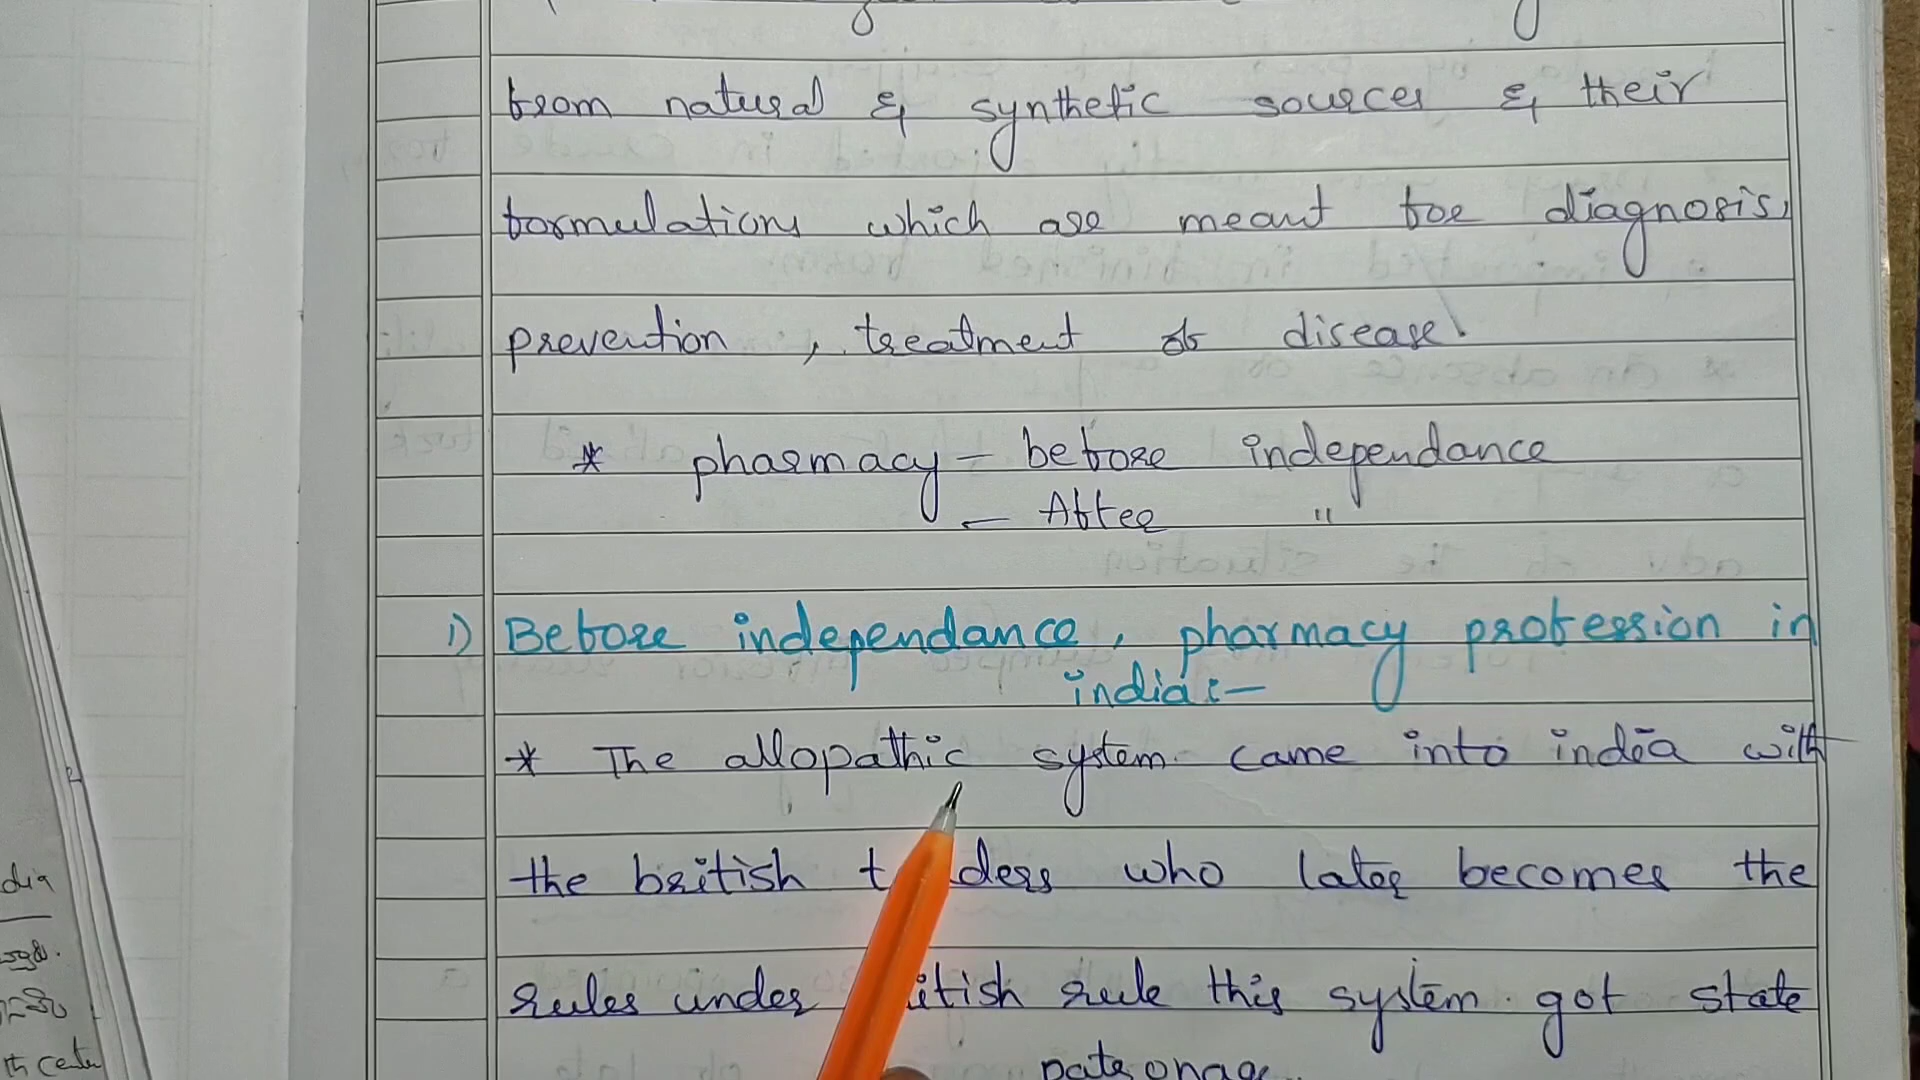 from natural & synthetic sources & their
formulations which are meant for diagnosis,
prevention, treatment of disease.
* pharmacy - before independance
- After "
1) Before independance, pharmacy profession in
india:-
* The allopathic system came into india with
the british who later becomes the
rules under rule this system got state
patronage.
dia